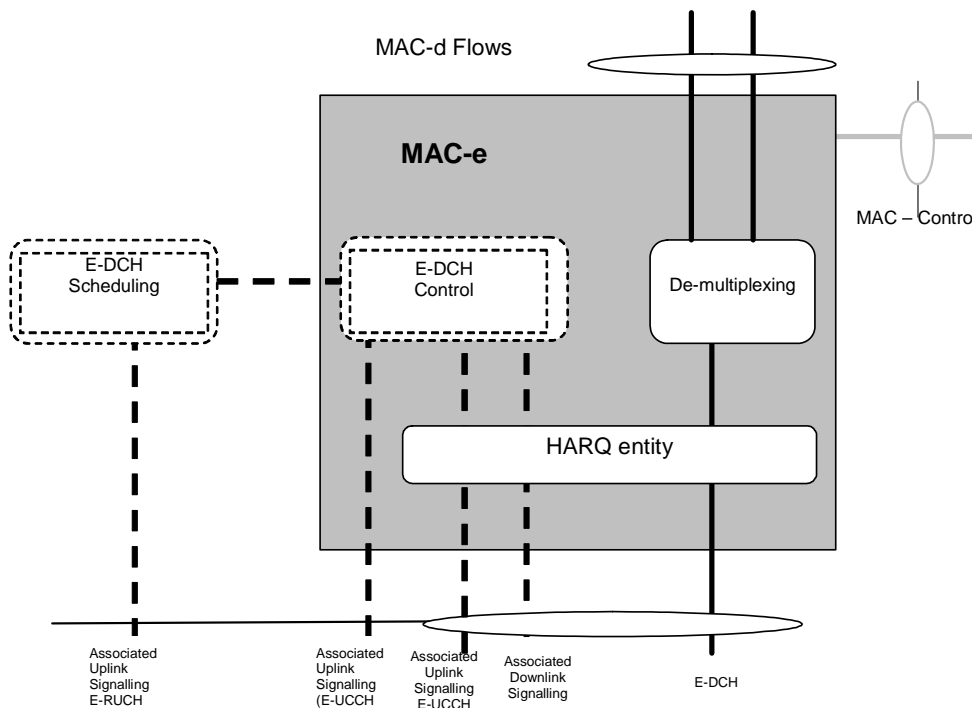 MAC-d Flows
MAC-e
MAC – Contro
E-DCH
Scheduling
E-DCH
Control
De-multiplexing
HARQ entity
Associated
Uplink
Signalling
E-RUCH
Associated
Uplink
Signalling
(E-UCCH
Associated
Uplink
Signalling
E-UCCH
Associated
Downlink
Signalling
E-DCH